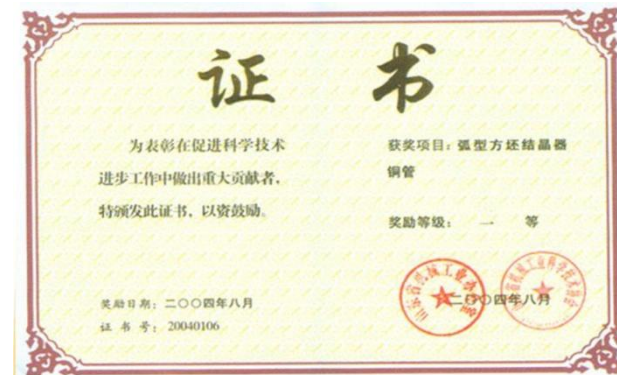 证 书
为表彰在促进科学技术
进步工作中做出重大贡献者，
特颁发此证书，以资鼓励。
奖励日期：二〇〇四年八月
证 书 号：20040106
获奖项目：弧型方坯结晶器
铜管
奖励等级： 一 等
二〇〇四年八月